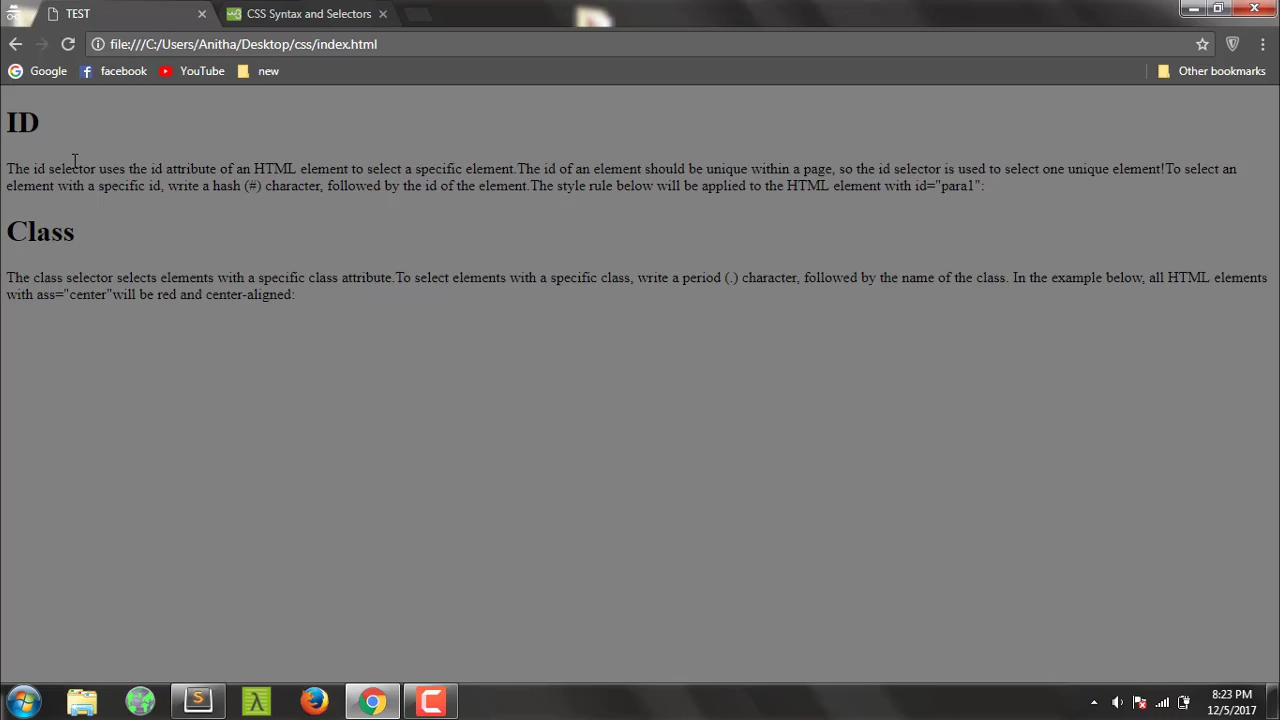 TEST
CSS Syntax and Selectors
file:///C:/Users/Anitha/Desktop/css/index.html
Google
facebook
YouTube
new
Other bookmarks
ID
The id selector uses the id attribute of an HTML element to select a specific element.The id of an element should be unique within a page, so the id selector is used to select one unique element!To select an
element with a specific id, write a hash (#) character, followed by the id of the element.The style rule below will be applied to the HTML element with id="para1":
Class
The class selector selects elements with a specific class attribute.To select elements with a specific class, write a period (.) character, followed by the name of the class. In the example below, all HTML elements
with ass="center"will be red and center-aligned:
8:23 PM
12/5/2017